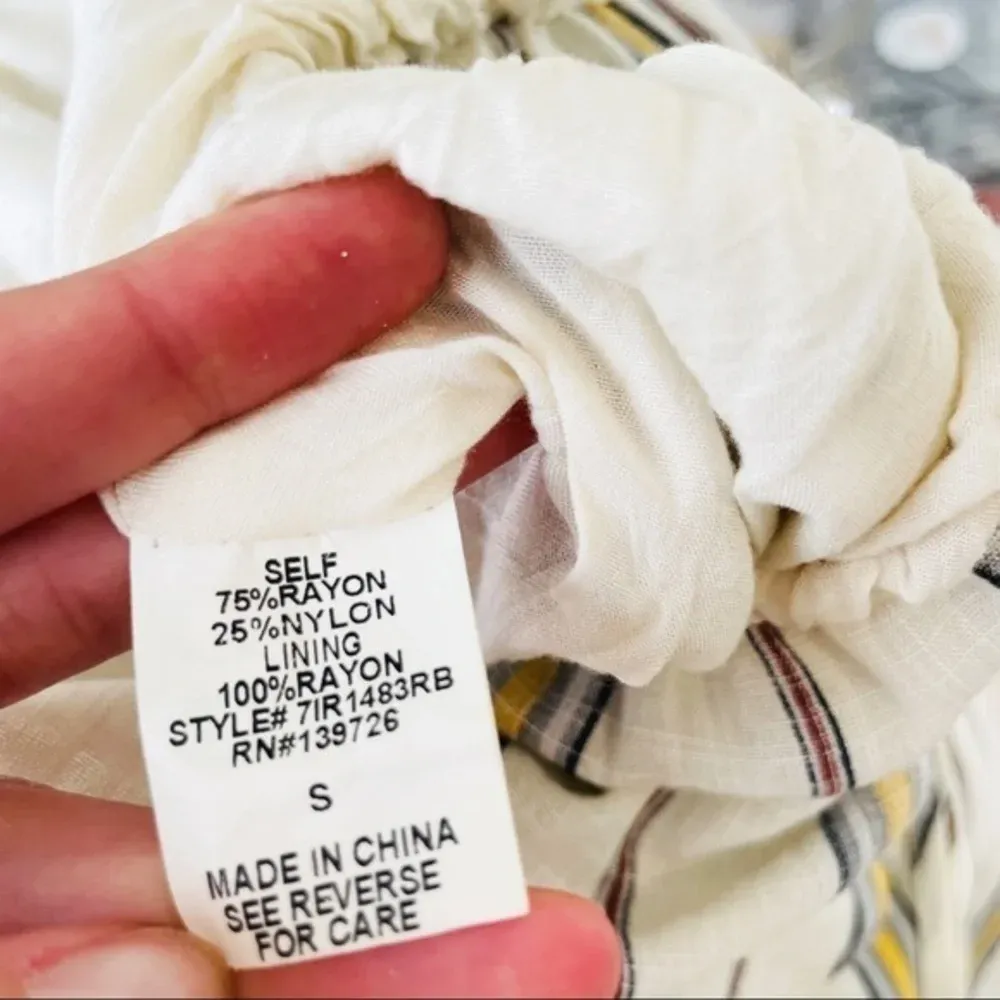 SELF
75%RAYON
25%NYLON
LINING
100%RAYON
STYLE# 7IR1483RB
RN#139726
S
MADE IN CHINA
SEE REVERSE
FOR CARE